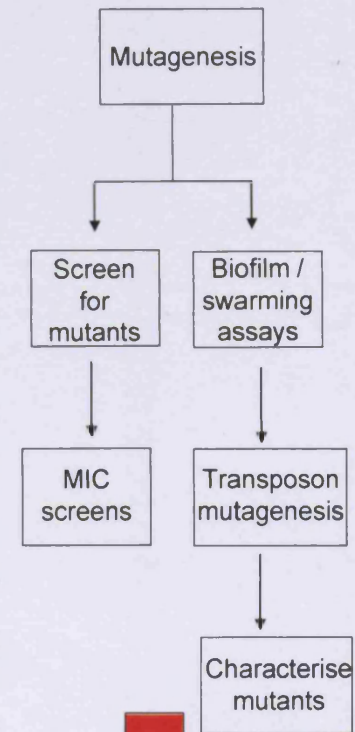 Mutagenesis
Screen
for
mutants
Biofilm /
swarming
assays
MIC
screens
Transposon
mutagenesis
Characterise
mutants